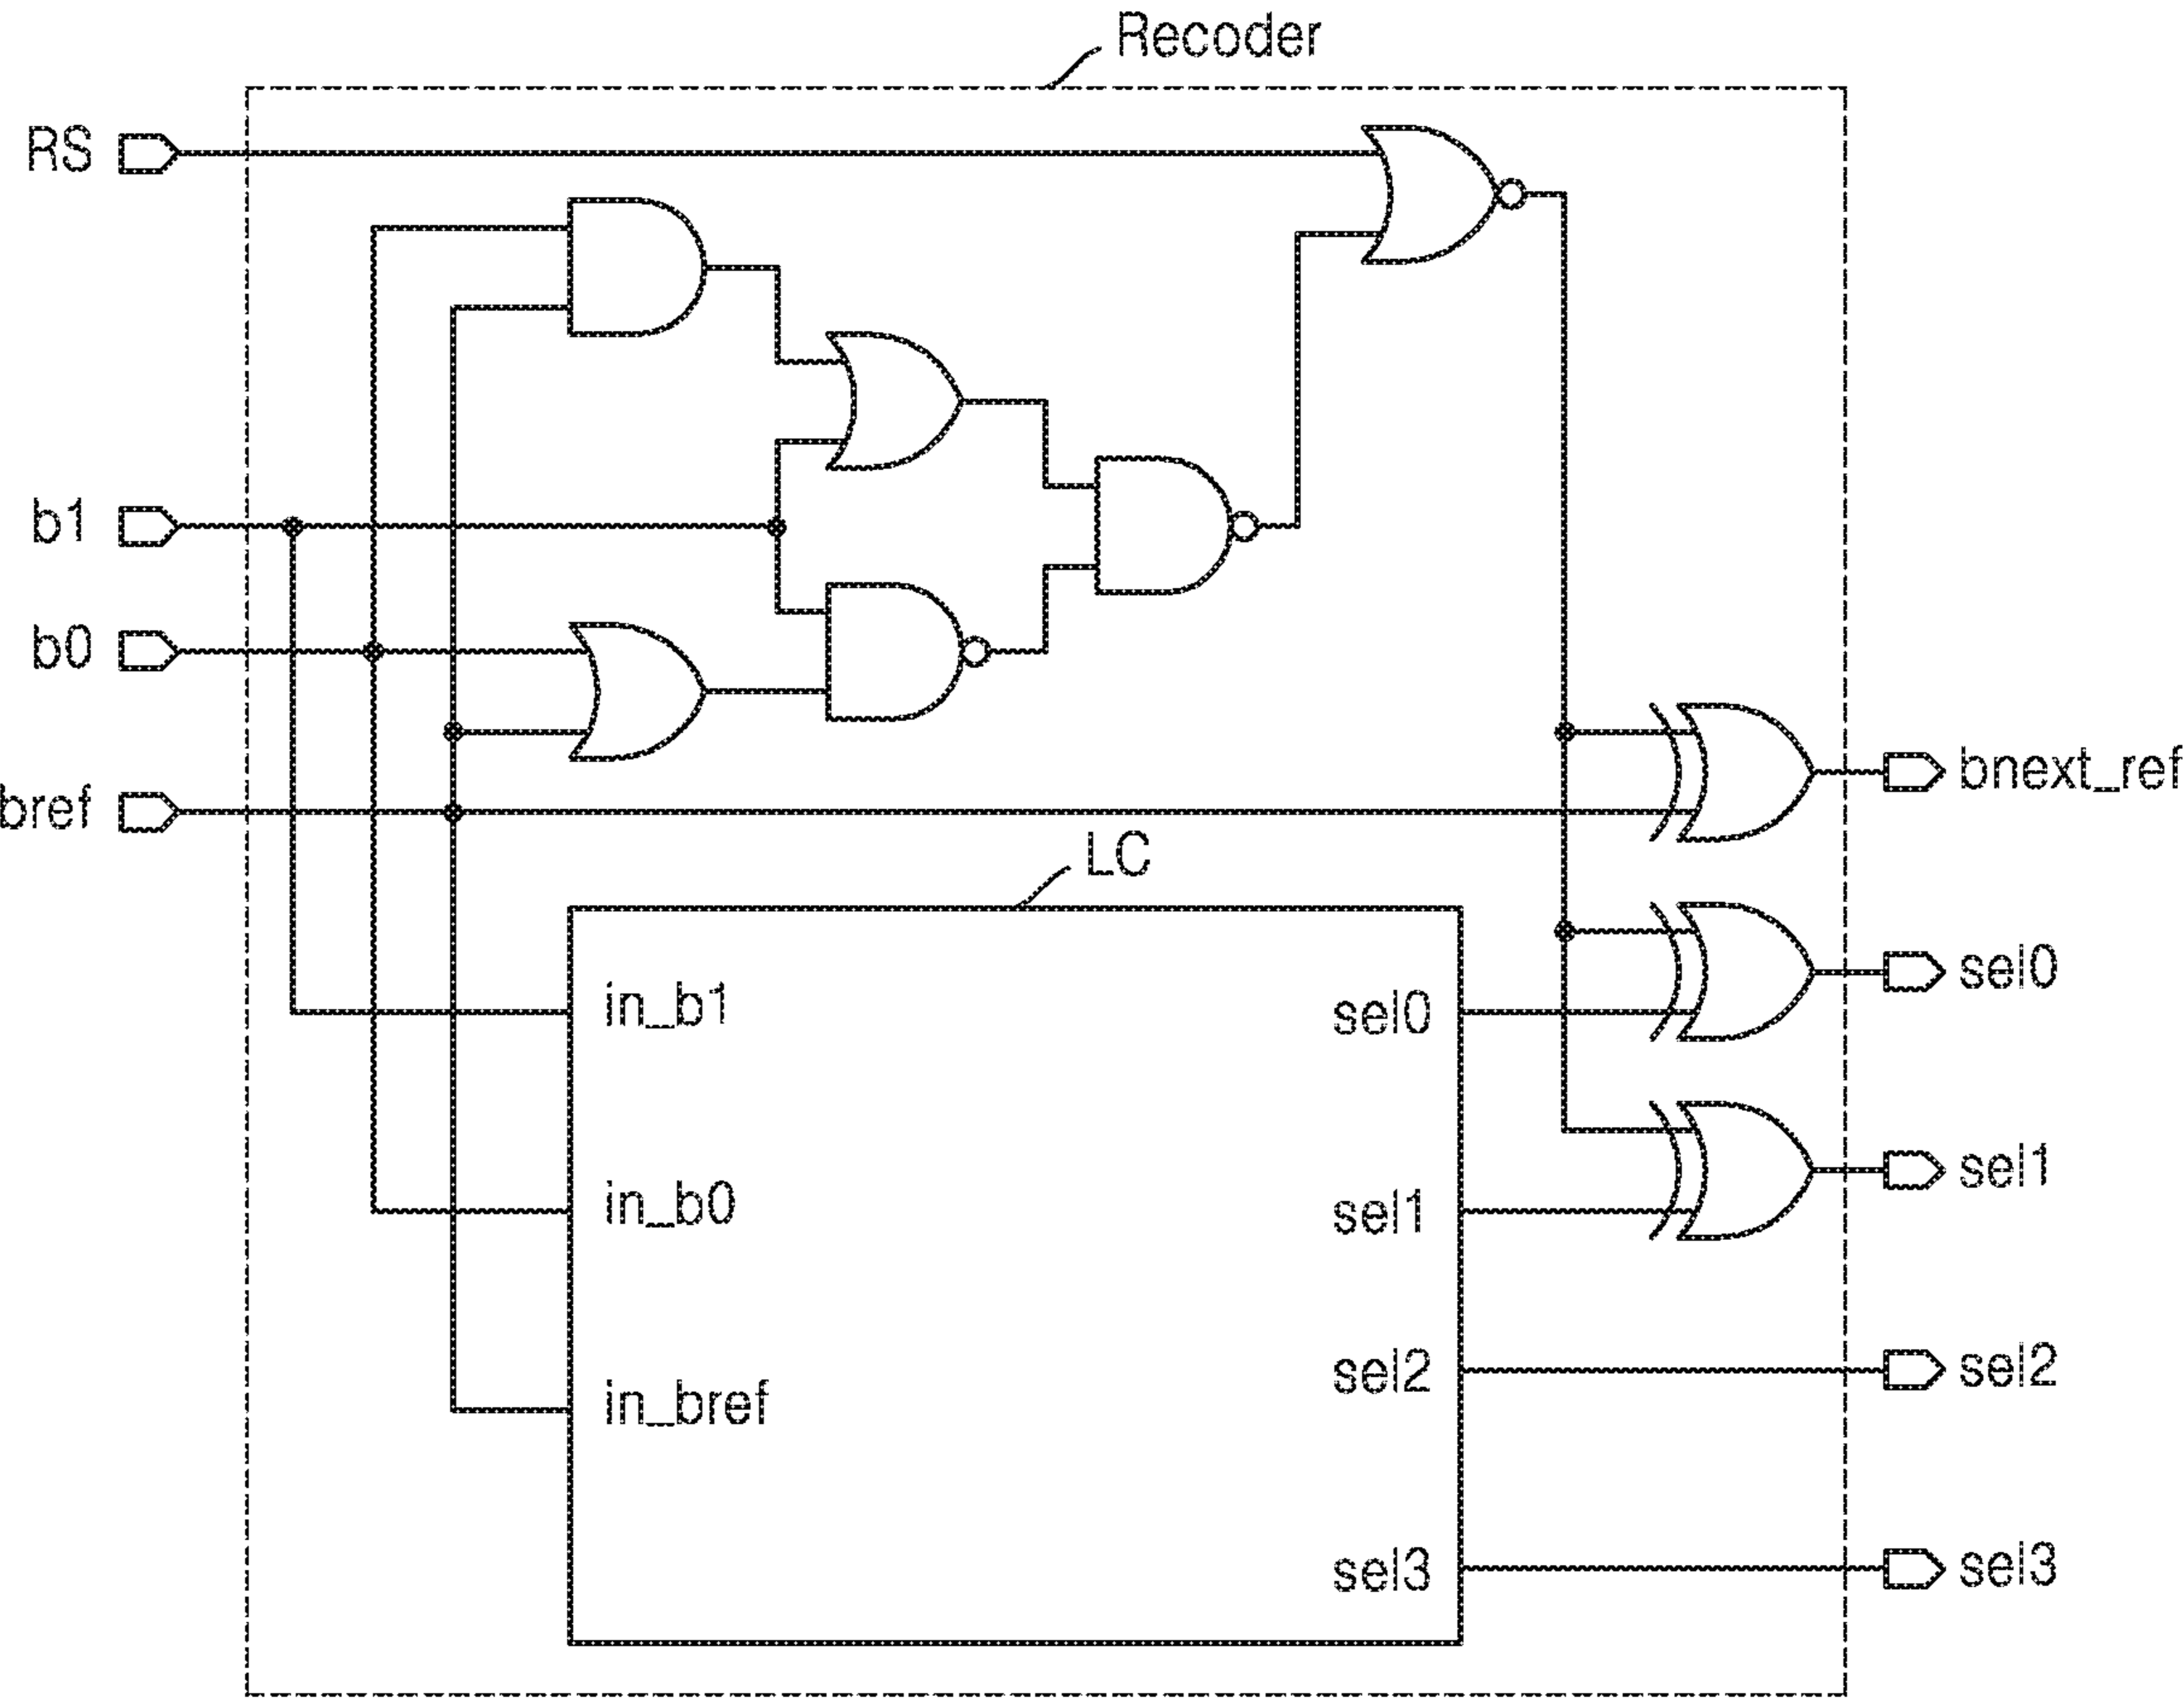 Recoder
RS
b1
b0
bref
bnext_ref
LC
in_b1
sel0
sel0
in_b0
sel1
sel1
in_bref
sel2
sel2
sel3
sel3